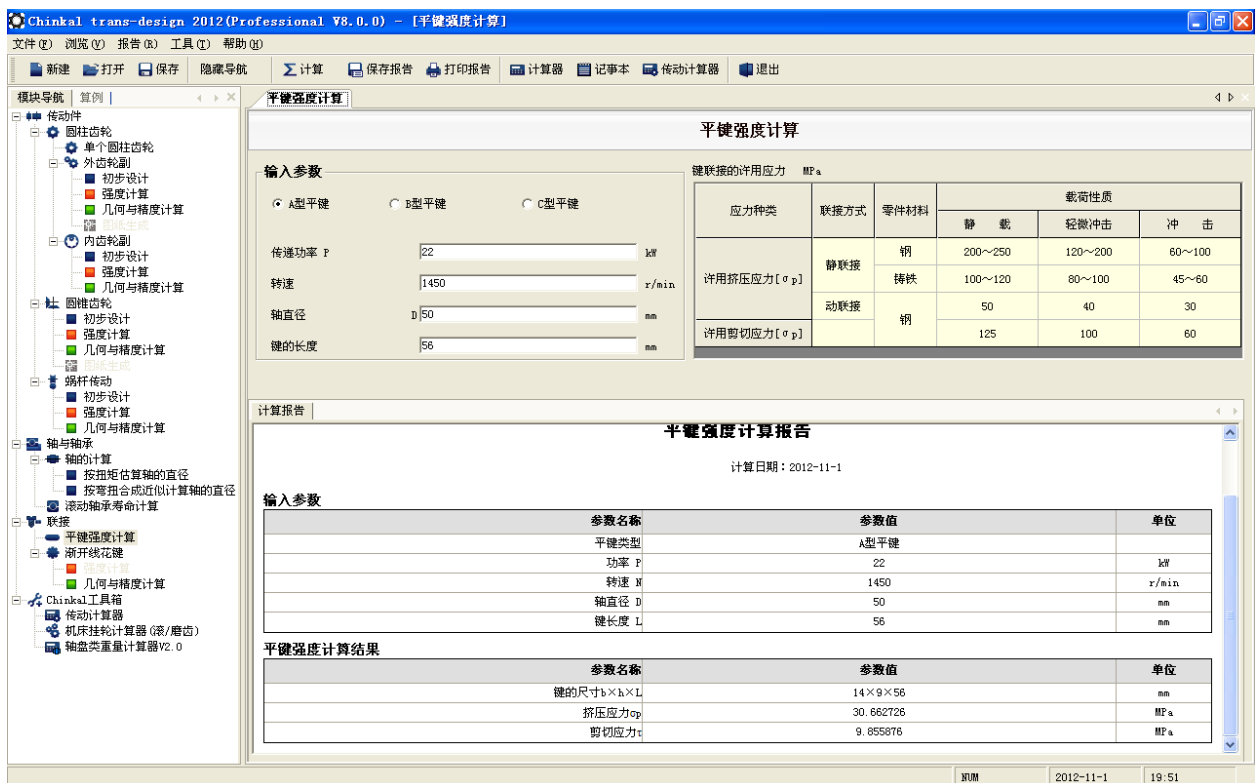 Chinkal trans-design 2012(Professional V8.0.0) - [平键强度计算]
文件(F) 浏览(V) 报告(R) 工具(T) 帮助(H)
新建 打开 保存 隐藏导航 计算 保存报告 打印报告 计算器 记事本 传动计算器 退出
模块导航 算例
传动件
圆柱齿轮
单个圆柱齿轮
外齿轮副
初步设计
强度计算
几何与精度计算
图纸生成
内齿轮副
初步设计
强度计算
几何与精度计算
圆锥齿轮
初步设计
强度计算
几何与精度计算
图纸生成
蜗杆传动
初步设计
强度计算
几何与精度计算
轴与轴承
轴的计算
按扭矩估算轴的直径
按弯扭合成近似计算轴的直径
滚动轴承寿命计算
联接
平键强度计算
渐开线花键
强度计算
几何与精度计算
Chinkal工具箱
传动计算器
机床挂轮计算器(滚/磨齿)
轴盘类重量计算器V2.0
平键强度计算
平键强度计算
输入参数
A型平键 B型平键 C型平键
传递功率 P 22 kW
转速 1450 r/min
轴直径 D 50 mm
键的长度 56 mm
键联接的许用应力 MPa
应力种类 联接方式 零件材料 载荷性质
静 载 轻微冲击 冲 击
许用挤压应力[σp] 静联接 钢 200～250 120～200 60～100
铸铁 100～120 80～100 45～60
动联接 钢 50 40 30
许用剪切应力[σp] 125 100 60
计算报告
平键强度计算报告
计算日期：2012-11-1
输入参数
参数名称 参数值 单位
平键类型 A型平键
功率 P 22 kW
转速 N 1450 r/min
轴直径 D 50 mm
键长度 L 56 mm
平键强度计算结果
参数名称 参数值 单位
键的尺寸b×h×L 14×9×56 mm
挤压应力σp 30.662726 MPa
剪切应力τ 9.855876 MPa
NUM 2012-11-1 19:51